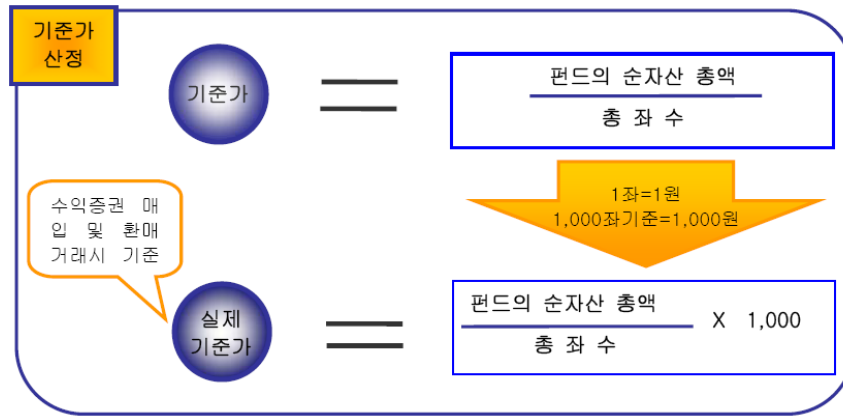 기준가
산정
기준가
펀드의 순자산 총액
총 좌 수
1좌=1원
1,000좌기준=1,000원
수익증권 매
입 및 환매
거래시 기준
실제
기준가
펀드의 순자산 총액
총 좌 수
X 1,000